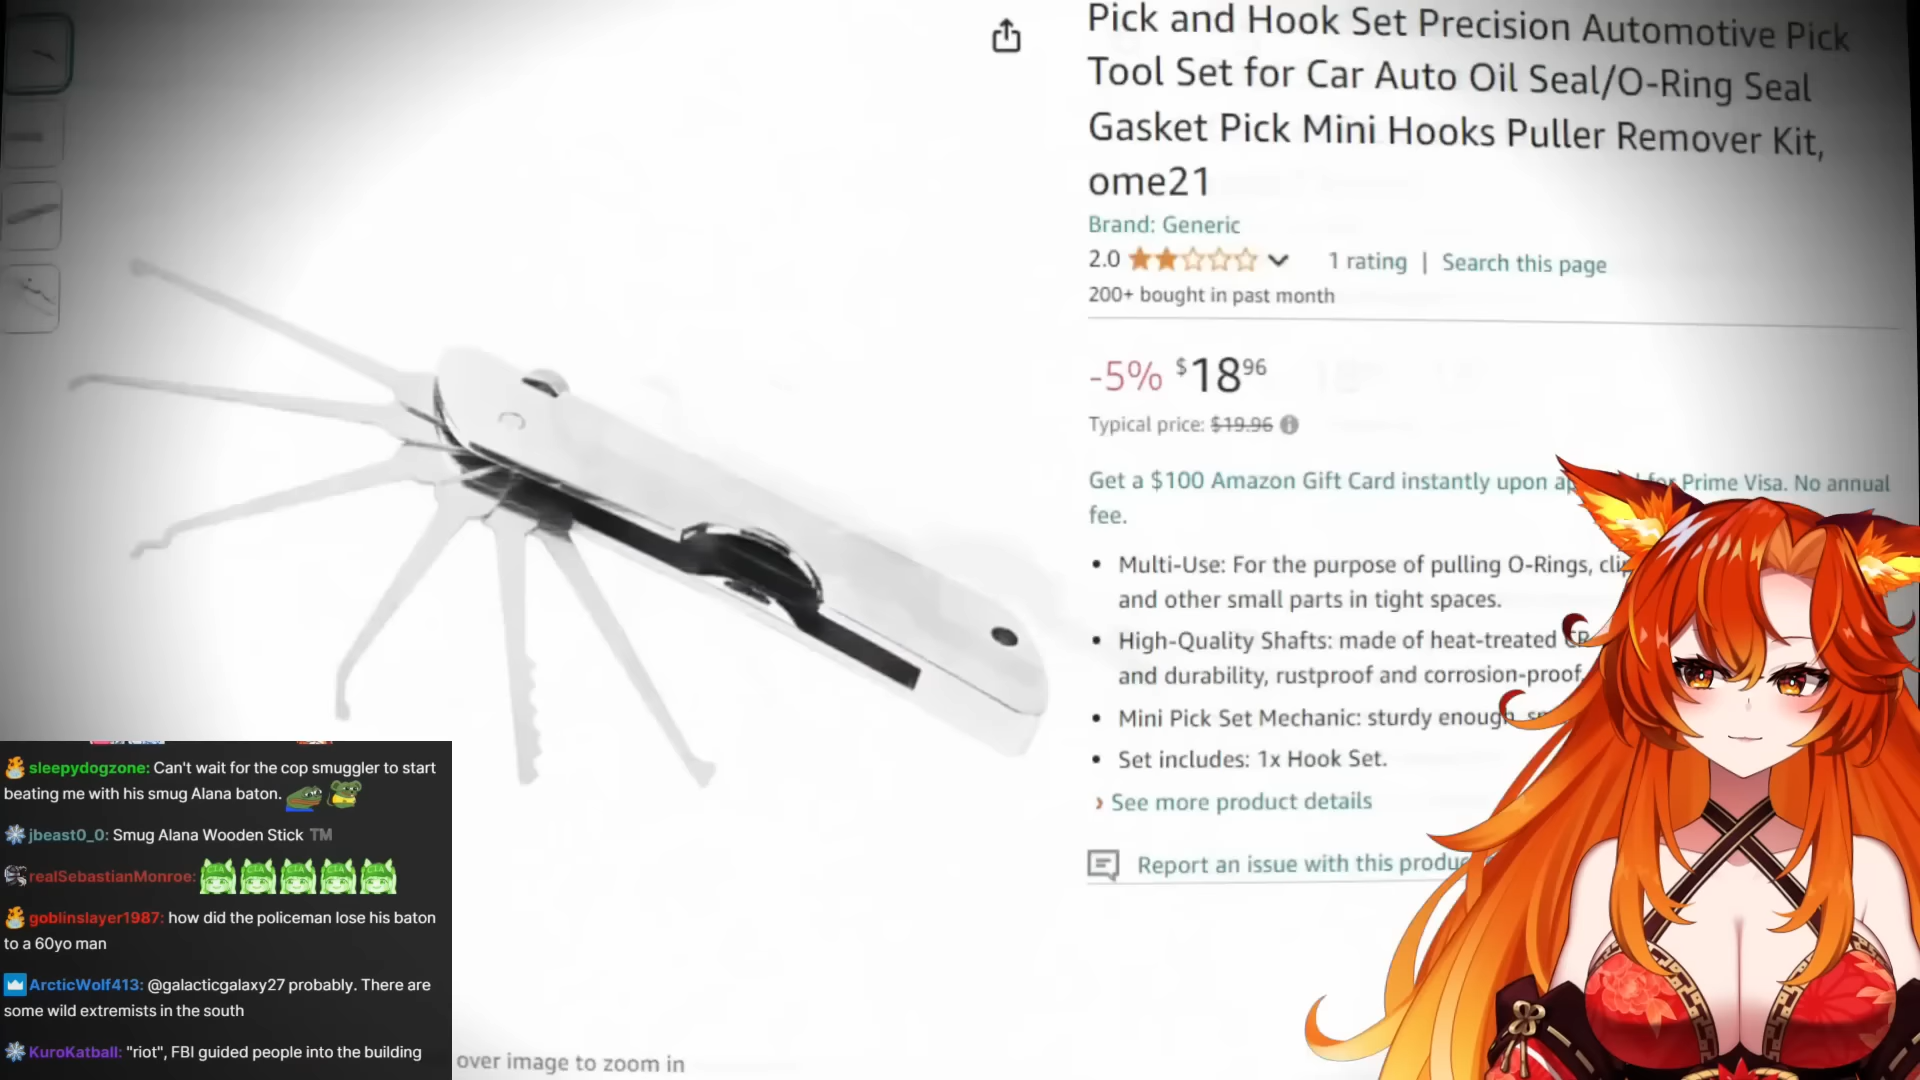 Pick and Hook Set Precision Automotive Pick
Tool Set for Car Auto Oil Seal/O-Ring Seal
Gasket Pick Mini Hooks Puller Remover Kit,
ome21
Brand: Generic
2.0 1 rating | Search this page
200+ bought in past month
-5% $18 96
Typical price: $19.96
Get a $100 Amazon Gift Card instantly upon for Prime Visa. No annual
fee.
• Multi-Use: For the purpose of pulling O-Rings,
and other small parts in tight spaces.
• High-Quality Shafts: made of heat-treated
and durability, rustproof and corrosion-proof.
• Mini Pick Set Mechanic: sturdy enough,
• Set includes: 1x Hook Set.
› See more product details
Report an issue with this
sleepydogzone: Can't wait for the cop smuggler to start
beating me with his smug Alana baton.
jbeast0_0: Smug Alana Wooden Stick TM
realSebastianMonroe:
goblinslayer1987: how did the policeman lose his baton
to a 60yo man
ArcticWolf413: @galacticgalaxy27 probably. There are
some wild extremists in the south
KuroKatball: "riot", FBI guided people into the building
over image to zoom in